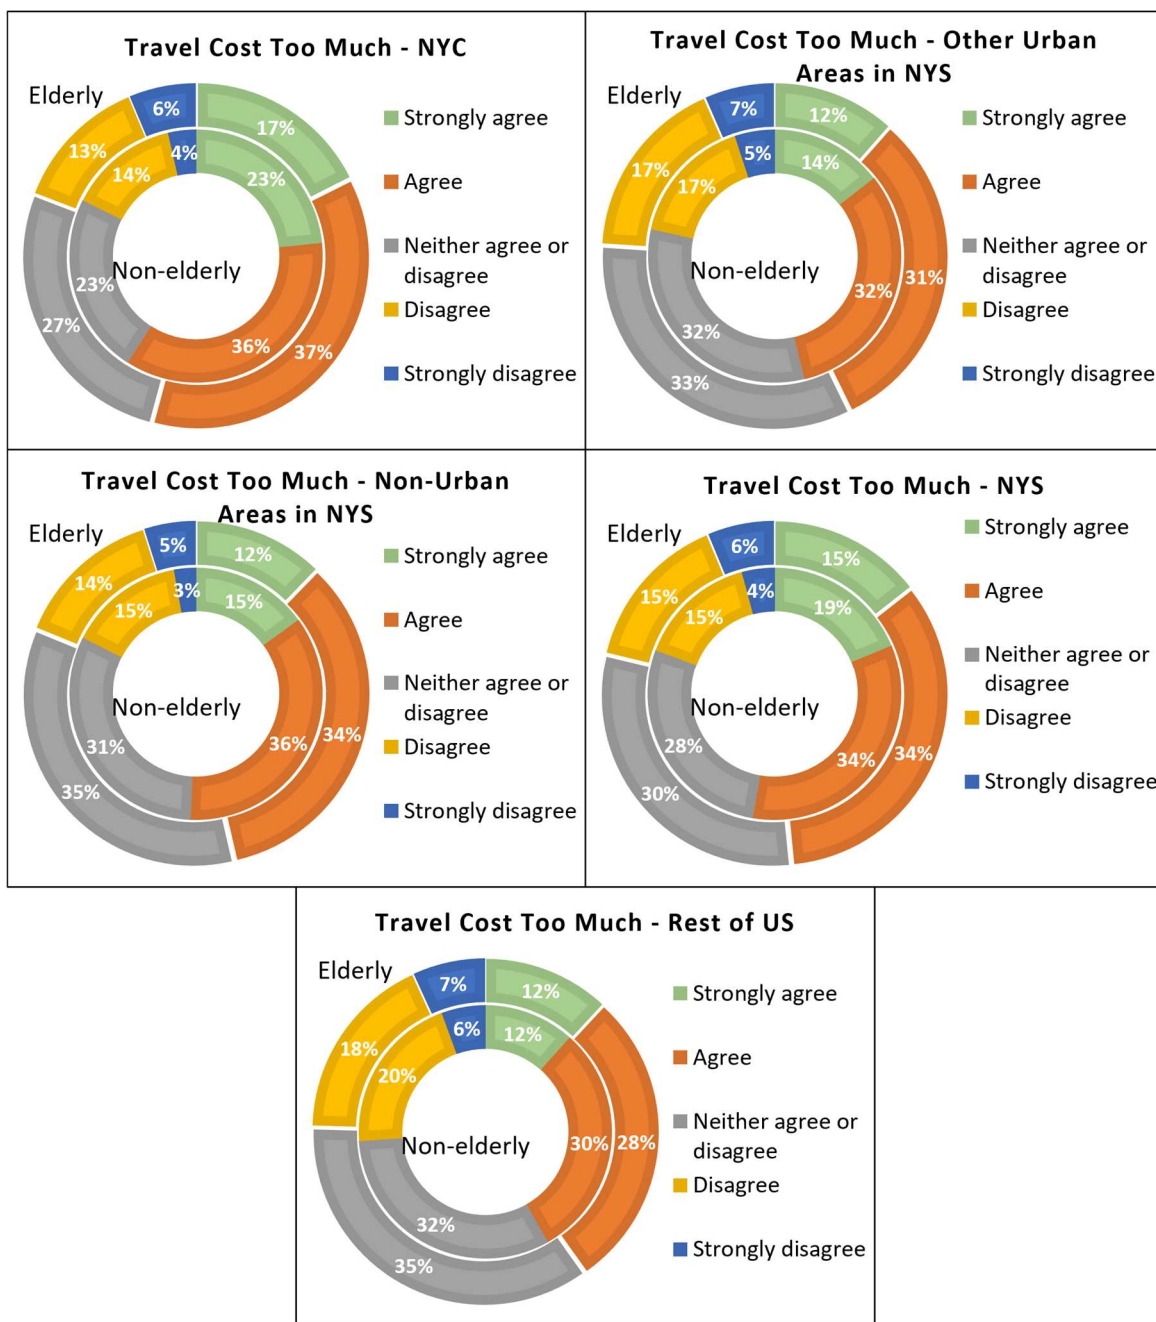 Travel Cost Too Much - NYC
Elderly
6%
17%
13%
4%
14%
23%
Non-elderly
23%
27%
36%
37%
Strongly agree
Agree
Neither agree or
disagree
Disagree
Strongly disagree
Travel Cost Too Much - Other Urban
Areas in NYS
Elderly
7%
12%
17%
5%
14%
17%
Non-elderly
31%
32%
32%
33%
Strongly agree
Agree
Neither agree or
disagree
Disagree
Strongly disagree
Travel Cost Too Much - Non-Urban
Areas in NYS
Elderly
5%
12%
14%
3%
15%
15%
Non-elderly
34%
36%
31%
35%
Strongly agree
Agree
Neither agree or
disagree
Disagree
Strongly disagree
Travel Cost Too Much - NYS
Elderly
6%
15%
15%
4%
19%
15%
Non-elderly
28%
34%
34%
30%
Strongly agree
Agree
Neither agree or
disagree
Disagree
Strongly disagree
Travel Cost Too Much - Rest of US
Elderly
7%
12%
18%
6%
12%
20%
Non-elderly
30%
28%
32%
35%
Strongly agree
Agree
Neither agree or
disagree
Disagree
Strongly disagree